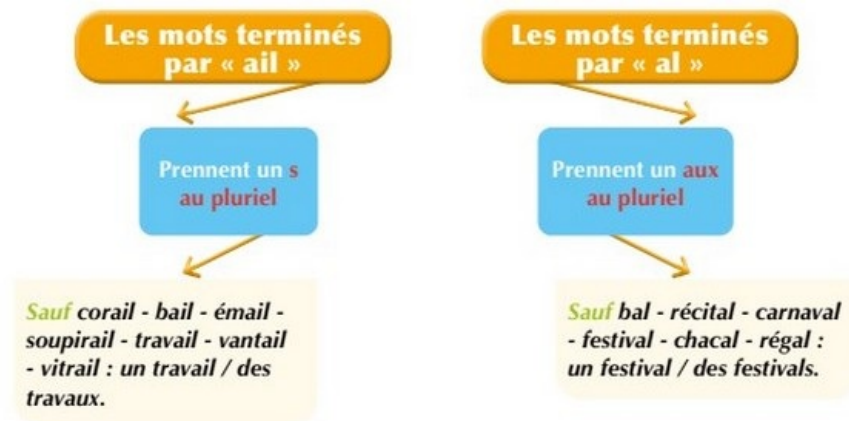 Les mots terminés
par « ail »
Prennent un s
au pluriel
Sauf corail - bail - émail -
soupirail - travail - vantail
- vitrail : un travail / des
travaux.
Les mots terminés
par « al »
Prennent un aux
au pluriel
Sauf bal - récital - carnaval
- festival - chacal - régal :
un festival / des festivals.